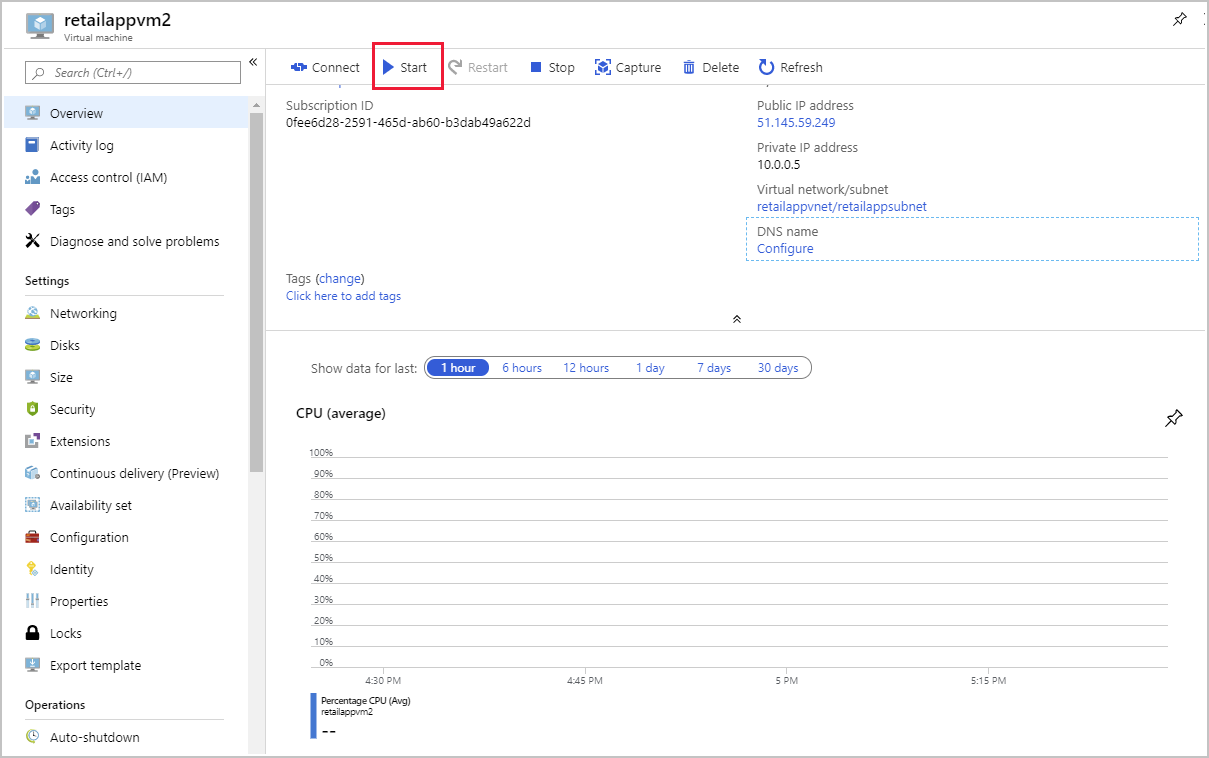 retailappvm2
Virtual machine
Search (Ctrl+/)
«
Overview
Activity log
Access control (IAM)
Tags
Diagnose and solve problems
Settings
Networking
Disks
Size
Security
Extensions
Continuous delivery (Preview)
Availability set
Configuration
Identity
Properties
Locks
Export template
Operations
Auto-shutdown
Connect Start Restart Stop Capture Delete Refresh
Subscription ID
0fee6d28-2591-465d-ab60-b3dab49a622d
Public IP address
51.145.59.249
Private IP address
10.0.0.5
Virtual network/subnet
retailappvnet/retailappsubnet
DNS name
Configure
Tags (change)
Click here to add tags
Show data for last: 1 hour 6 hours 12 hours 1 day 7 days 30 days
CPU (average)
100%
90%
80%
70%
60%
50%
40%
30%
20%
10%
0%
4:30 PM 4:45 PM 5 PM 5:15 PM
Percentage CPU (Avg)
retailappvm2
--